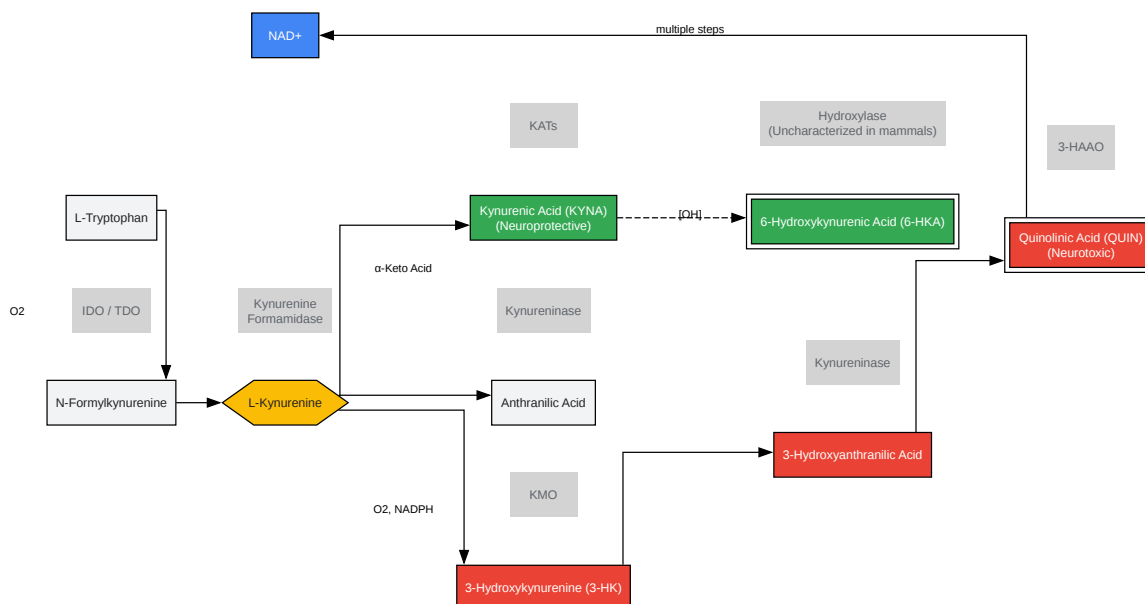 NAD+
multiple steps
KATs
Hydroxylase
(Uncharacterized in mammals)
3-HAAO
L-Tryptophan
Kynurenic Acid (KYNA)
(Neuroprotective)
[OH]
6-Hydroxykynurenic Acid (6-HKA)
Quinolinic Acid (QUIN)
(Neurotoxic)
α-Keto Acid
O2
IDO / TDO
Kynurenine
Formamidase
Kynureninase
Kynureninase
N-Formylkynurenine
L-Kynurenine
Anthranilic Acid
3-Hydroxyanthranilic Acid
KMO
O2, NADPH
3-Hydroxykynurenine (3-HK)